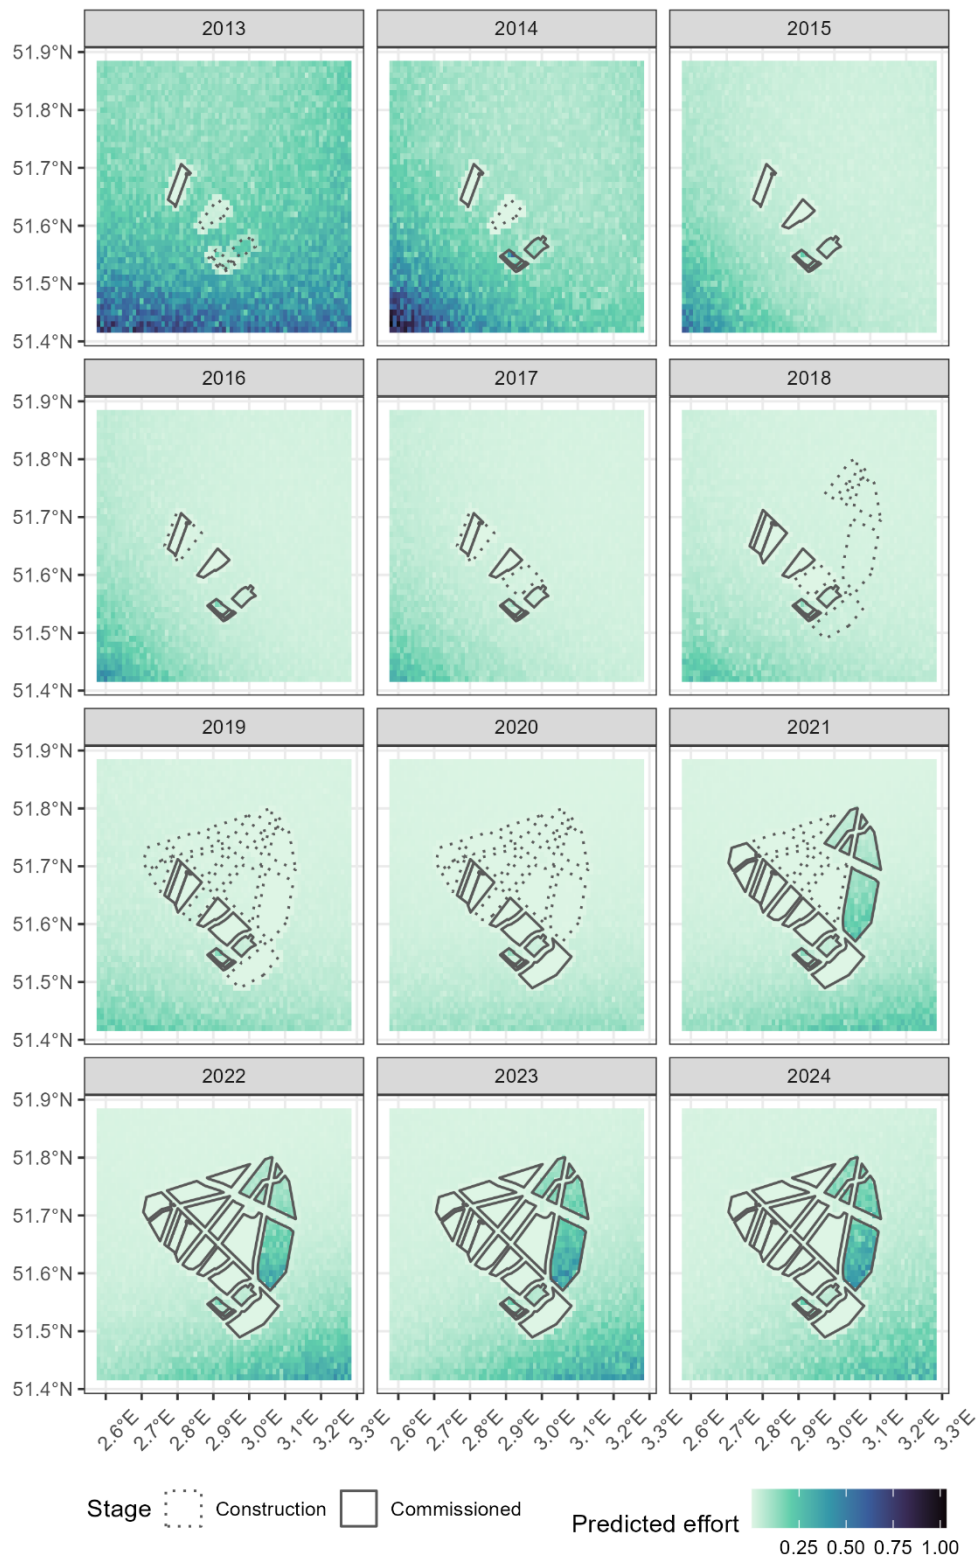 2013 2014 2015
51.9°N
51.8°N
51.7°N
51.6°N
51.5°N
51.4°N
2016 2017 2018
51.9°N
51.8°N
51.7°N
51.6°N
51.5°N
51.4°N
2019 2020 2021
51.9°N
51.8°N
51.7°N
51.6°N
51.5°N
51.4°N
2022 2023 2024
51.9°N
51.8°N
51.7°N
51.6°N
51.5°N
51.4°N
2.6°E 2.7°E 2.8°E 2.9°E 3.0°E 3.1°E 3.2°E 3.3°E 2.6°E 2.7°E 2.8°E 2.9°E 3.0°E 3.1°E 3.2°E 3.3°E 2.6°E 2.7°E 2.8°E 2.9°E 3.0°E 3.1°E 3.2°E 3.3°E
Stage Construction Commissioned
Predicted effort
0.25 0.50 0.75 1.00